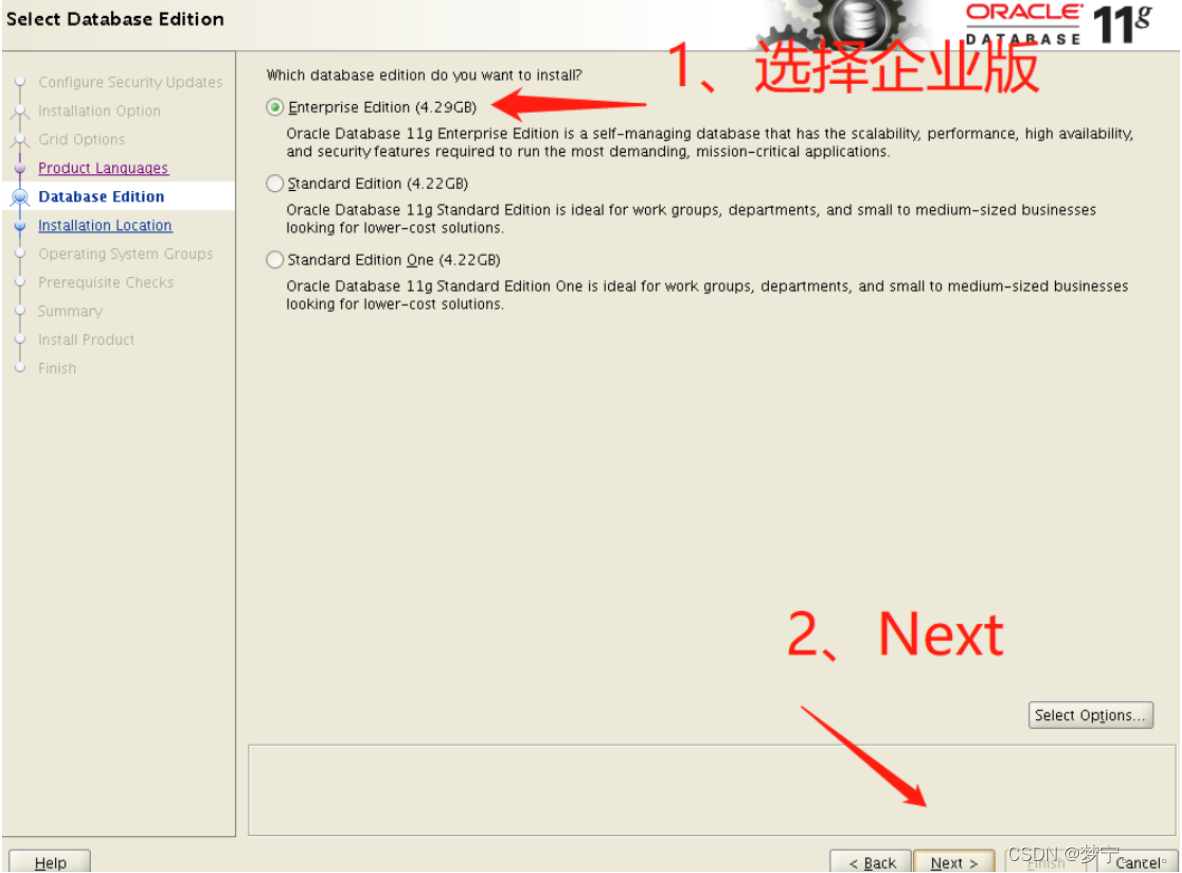 Select Database Edition
ORACLE
DATABASE 11g
1、选择企业版
Configure Security Updates
Installation Option
Grid Options
Product Languages
Database Edition
Installation Location
Operating System Groups
Prerequisite Checks
Summary
Install Product
Finish
Which database edition do you want to install?
Enterprise Edition (4.29GB)
Oracle Database 11g Enterprise Edition is a self-managing database that has the scalability, performance, high availability,
and security features required to run the most demanding, mission-critical applications.
Standard Edition (4.22GB)
Oracle Database 11g Standard Edition is ideal for work groups, departments, and small to medium-sized businesses
looking for lower-cost solutions.
Standard Edition One (4.22GB)
Oracle Database 11g Standard Edition One is ideal for work groups, departments, and small to medium-sized businesses
looking for lower-cost solutions.
2、Next
Select Options...
Help
< Back
Next >
Finish
Cancel
CSDN @梦宁